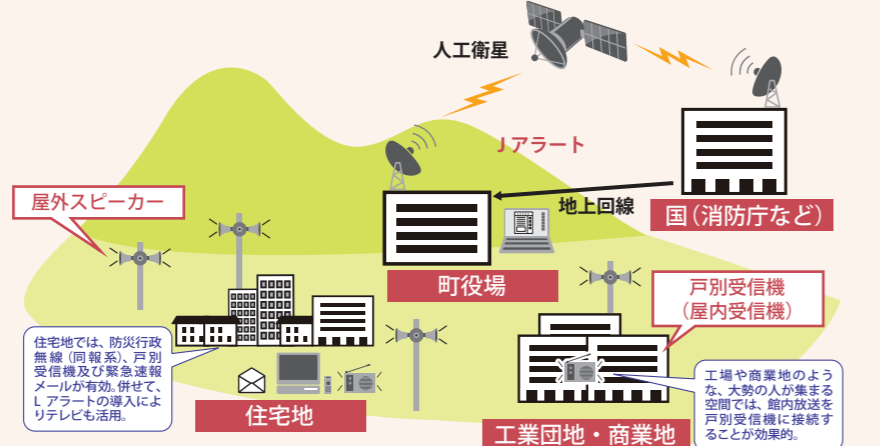 人工衛星
Jアラート
地上回線
国(消防庁など)
屋外スピーカー
町役場
戸別受信機
(屋内受信機)
住宅地では、防災行政
無線(同報系)、戸別
受信機及び緊急速報
メールが有効。併せて、
L アラートの導入によ
りテレビも活用。
住宅地
工場や商業地のよう
な、大勢の人が集まる
空間では、館内放送を
戸別受信機に接続す
ることが効果的。
工業団地・商業地